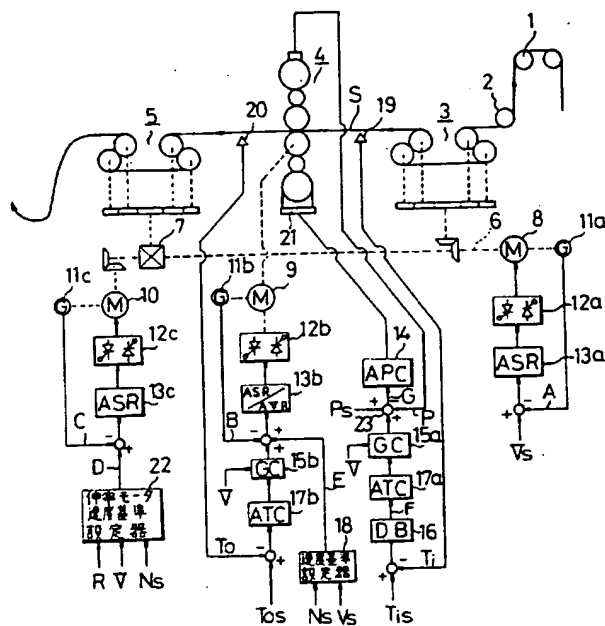 1
2
3
4
S
19
20
5
6
7
8
11a
M
G
9
11b
G
M
10
11c
G
M
12a
12b
12c
13a
ASR
13b
ASR
AVR
13c
ASR
14
APC
G
Ps
P
23
A
Vs
B
C
D
E
F
GC
15a
V
GC
15b
V
ATC
17a
ATC
17b
DB
16
21
22
伸率モータ
速度基準
設定器
18
速度基準
設定器
R
V
Ns
To
Tos
Ns
Vs
Ti
Tis